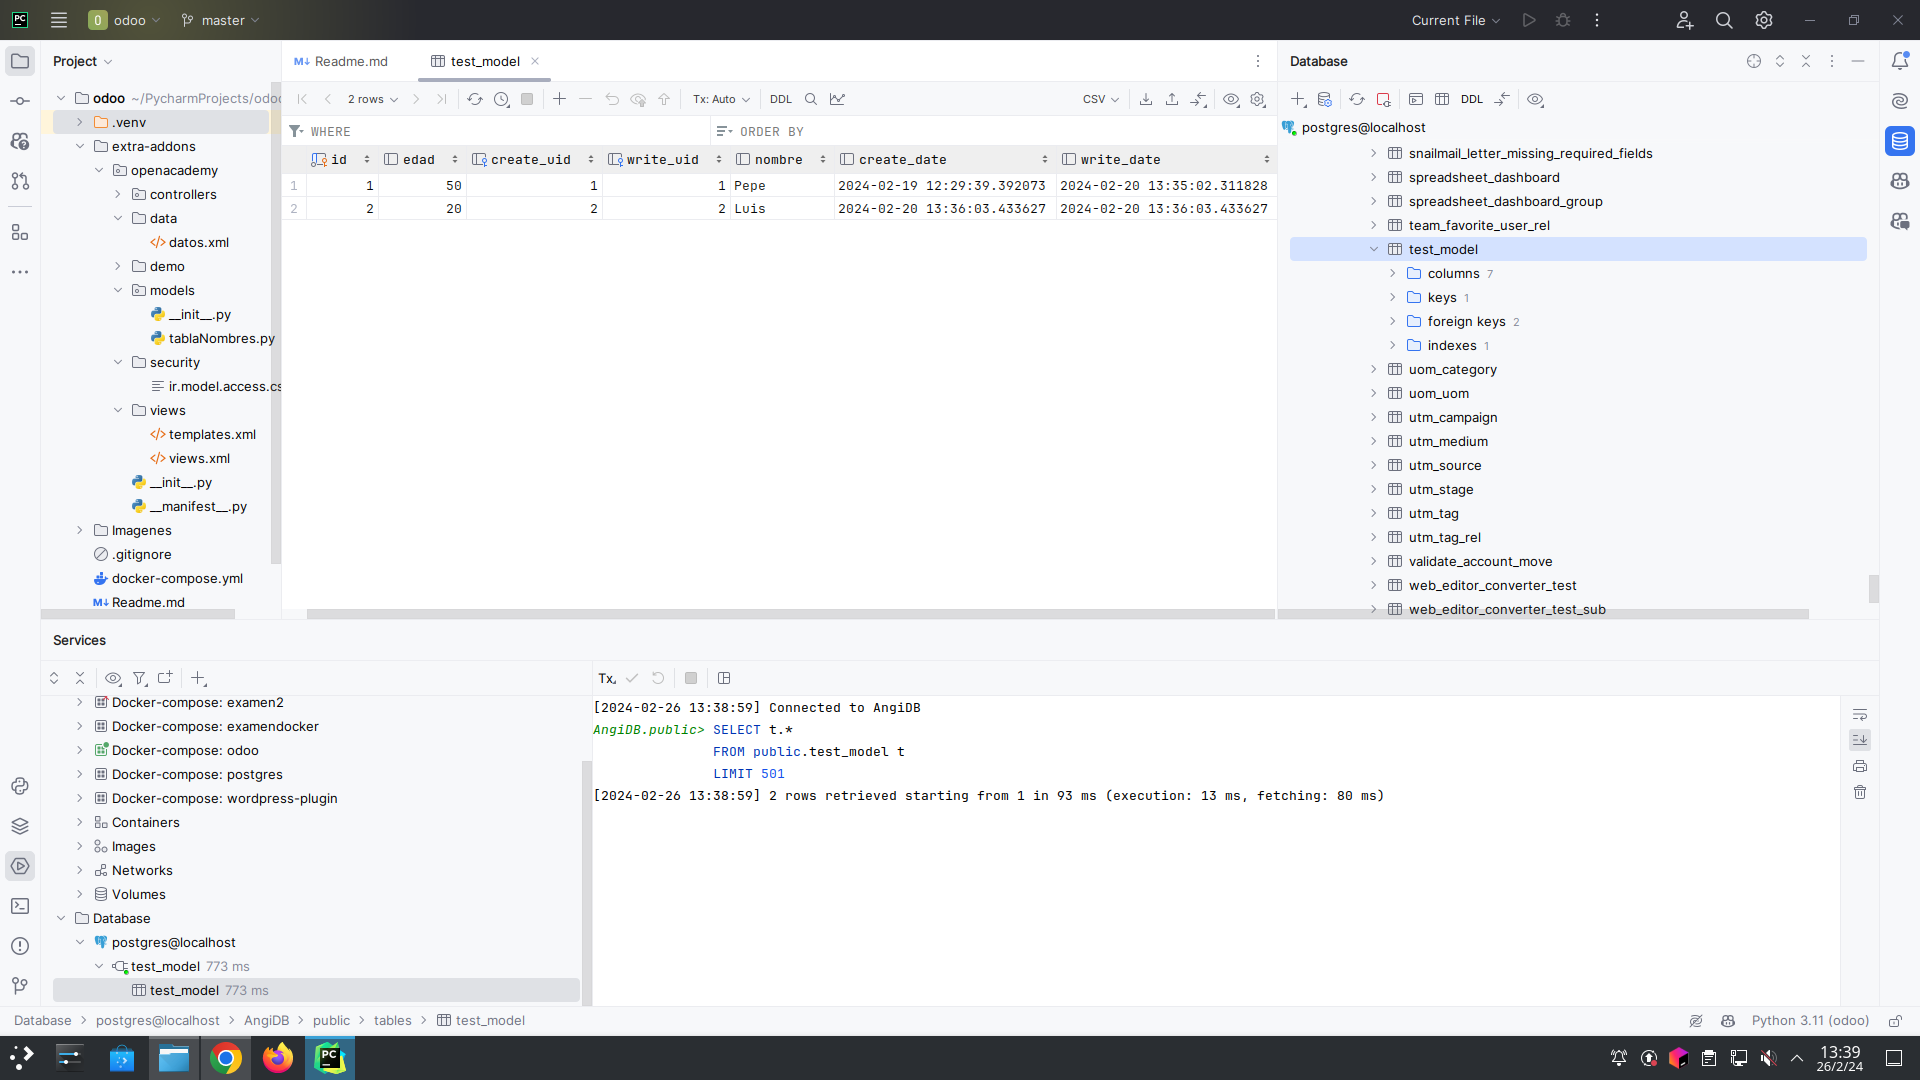 PC
O
odoo
master
Current File
Project
Readme.md
test_model
Database
odoo ~/PycharmProjects/odoo
.venv
extra-addons
openacademy
controllers
data
datos.xml
demo
models
__init__.py
tablaNombres.py
security
ir.model.access.cs
views
templates.xml
views.xml
__init__.py
__manifest__.py
Imagenes
.gitignore
docker-compose.yml
Readme.md
2 rows
Tx: Auto
DDL
CSV
WHERE
ORDER BY
id edad create_uid write_uid nombre create_date write_date
1 1 50 1 1 Pepe 2024-02-19 12:29:39.392073 2024-02-20 13:35:02.311828
2 2 20 2 2 Luis 2024-02-20 13:36:03.433627 2024-02-20 13:36:03.433627
DDL
postgres@localhost
snailmail_letter_missing_required_fields
spreadsheet_dashboard
spreadsheet_dashboard_group
team_favorite_user_rel
test_model
columns 7
keys 1
foreign keys 2
indexes 1
uom_category
uom_uom
utm_campaign
utm_medium
utm_source
utm_stage
utm_tag
utm_tag_rel
validate_account_move
web_editor_converter_test
web_editor_converter_test_sub
Services
Docker-compose: examen2
Docker-compose: examendocker
Docker-compose: odoo
Docker-compose: postgres
Docker-compose: wordpress-plugin
Containers
Images
Networks
Volumes
Database
postgres@localhost
test_model 773 ms
test_model 773 ms
Tx
[2024-02-26 13:38:59] Connected to AngiDB
AngiDB.public> SELECT t.*
FROM public.test_model t
LIMIT 501
[2024-02-26 13:38:59] 2 rows retrieved starting from 1 in 93 ms (execution: 13 ms, fetching: 80 ms)
Database > postgres@localhost > AngiDB > public > tables > test_model
Python 3.11 (odoo)
PC
13:39
26/2/24